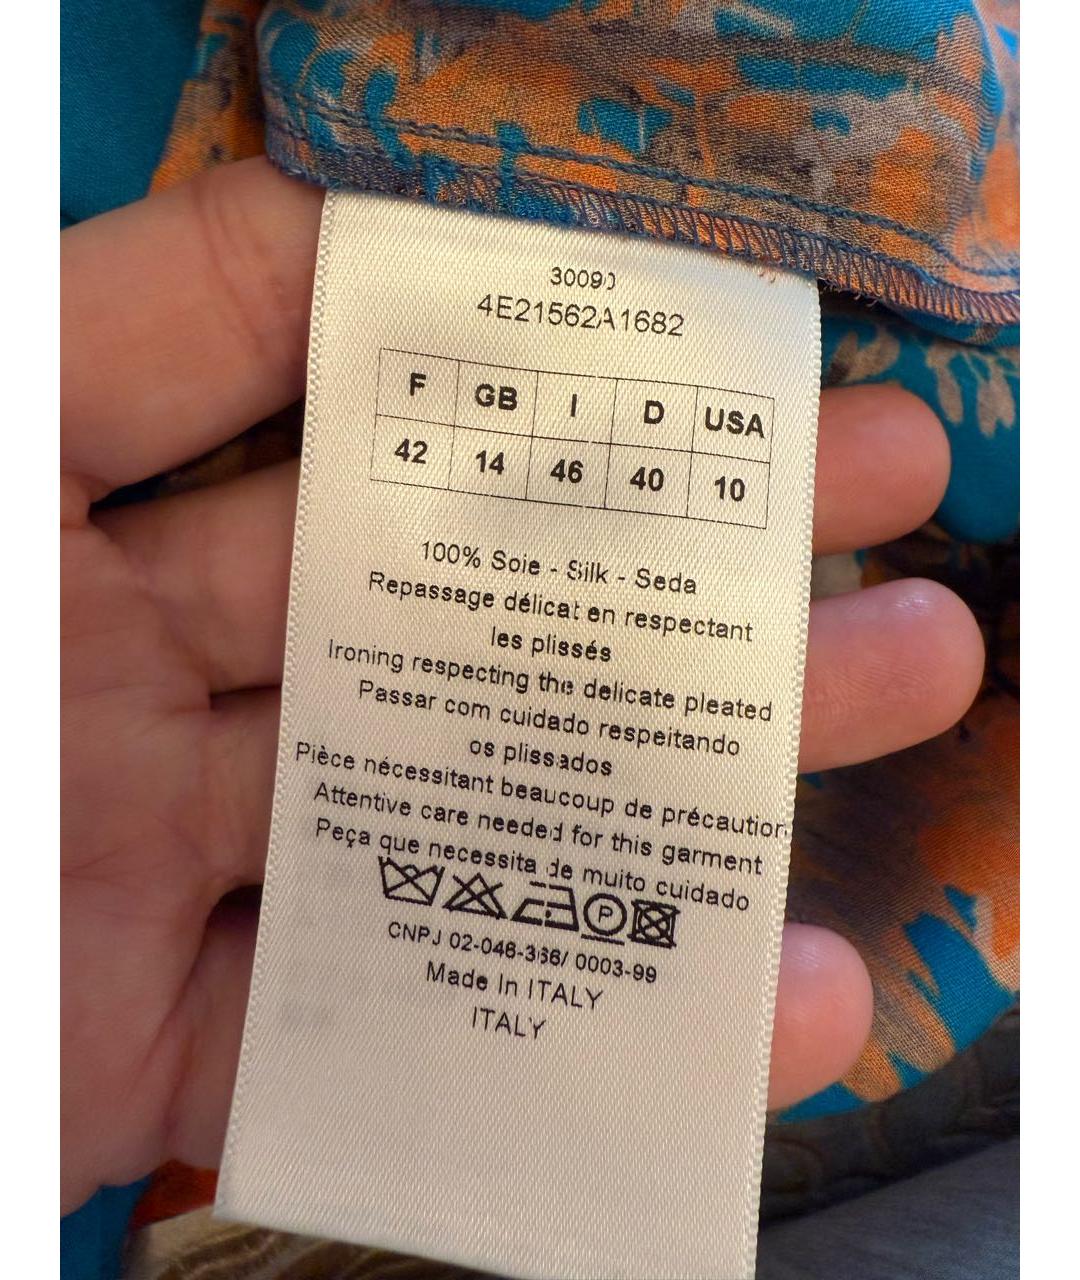 30090
4E21562A1682
F GB I D USA
42 14 46 40 10
100% Soie - Silk - Seda
Repassage délicat en respectant
les plissés
Ironing respecting the delicate pleated
Passar com cuidado respeitando
os plissados
Pièce nécessitant beaucoup de précaution
Attentive care needed for this garment
Peça que necessita de muito cuidado
P
CNPJ 02-046-366/ 0003-99
Made In ITALY
ITALY